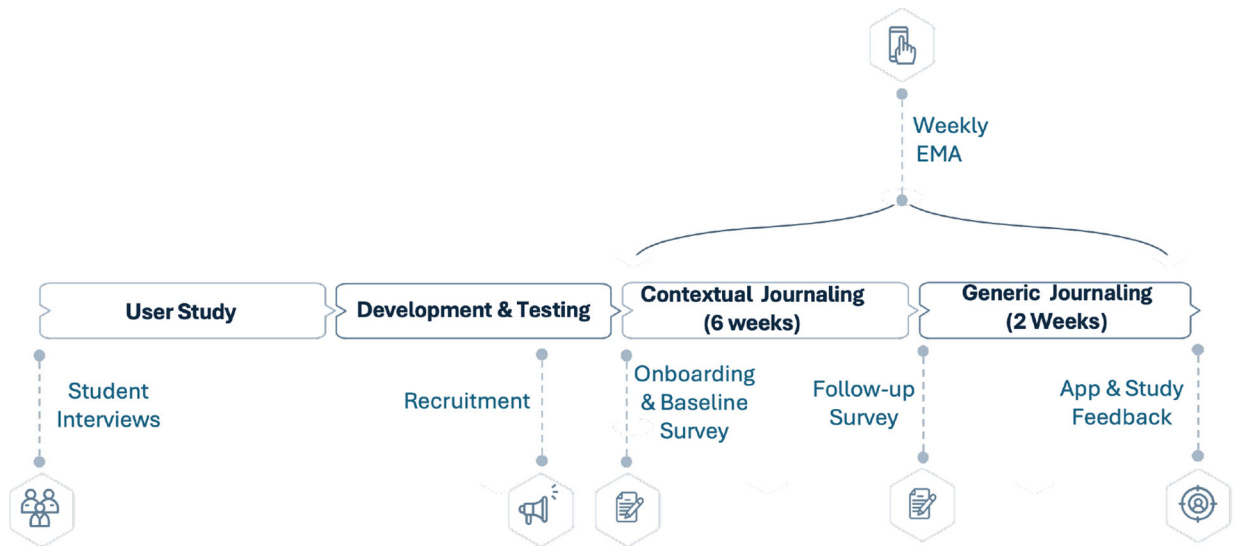 Weekly
EMA
User Study
Development & Testing
Contextual Journaling
(6 weeks)
Generic Journaling
(2 Weeks)
Student
Interviews
Recruitment
Onboarding
& Baseline
Survey
Follow-up
Survey
App & Study
Feedback